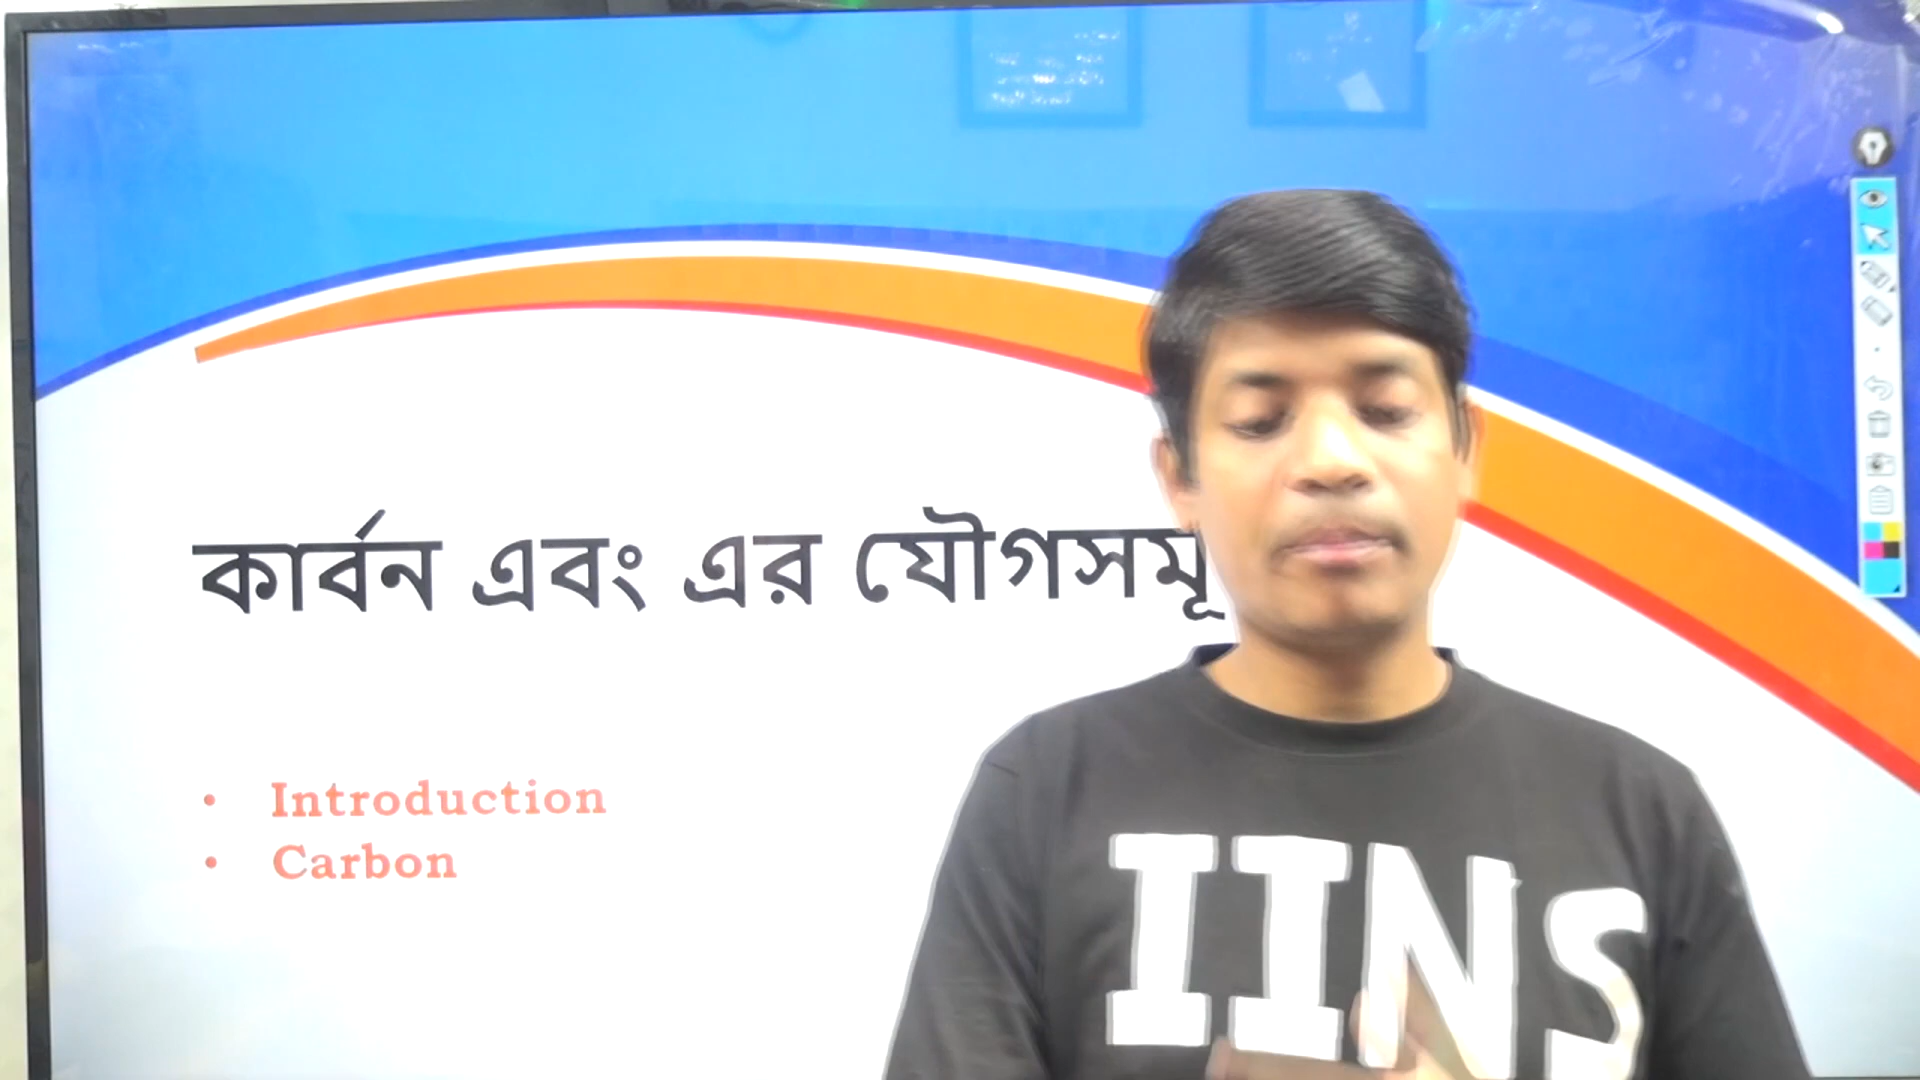 কার্বন এবং এর যৌগসমূ
• Introduction
• Carbon
IINS